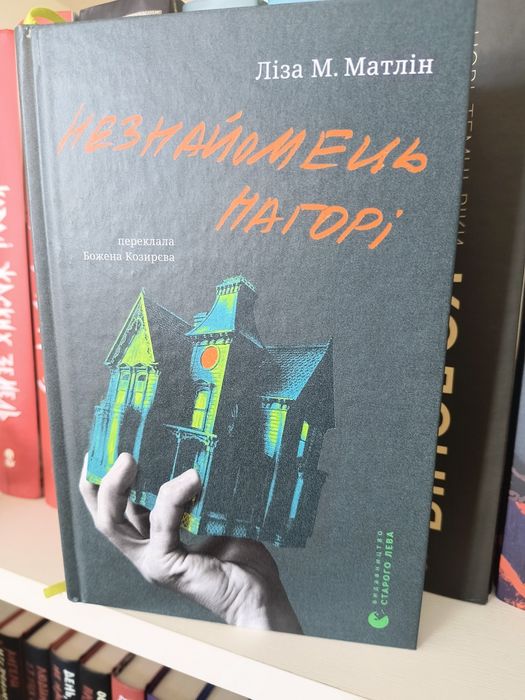 Ліза М. Матлін
НЕЗНАЙОМЕЦЬ
НАГОРІ
переклала
Божена Козирєва
видавництво
СТАРОГО ЛЕВА